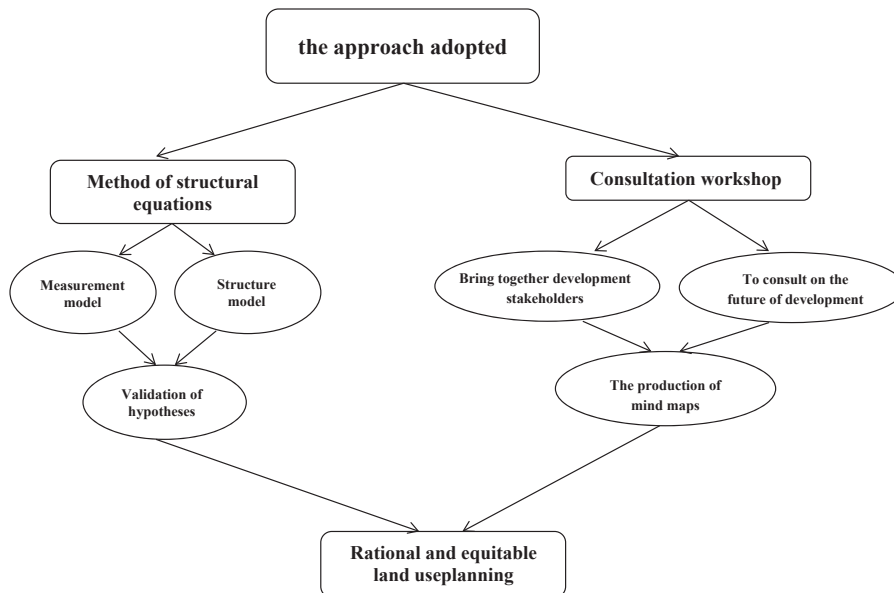 the approach adopted
Method of structural
equations
Consultation workshop
Measurement
model
Structure
model
Bring together development
stakeholders
To consult on the
future of development
Validation of
hypotheses
The production of
mind maps
Rational and equitable
land useplanning